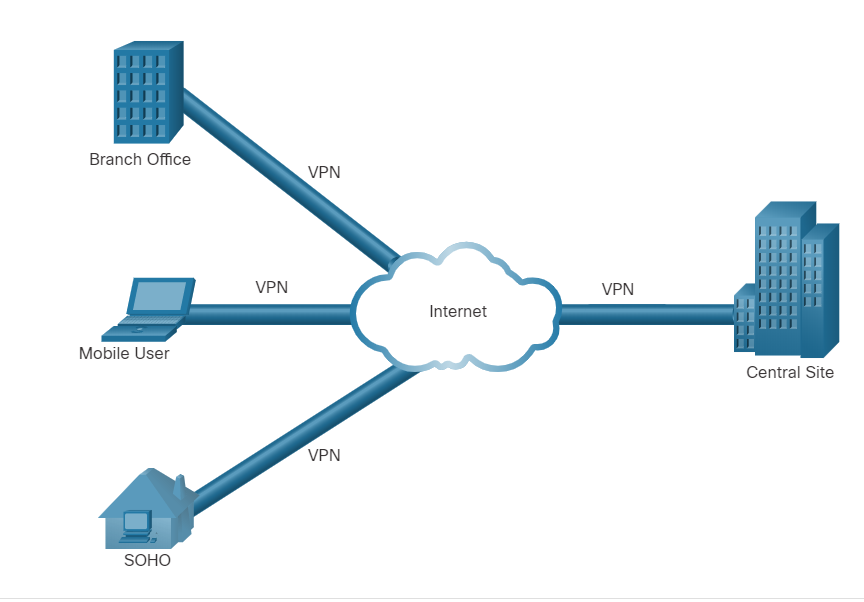 Branch Office
VPN
VPN
Internet
VPN
Mobile User
Central Site
VPN
SOHO